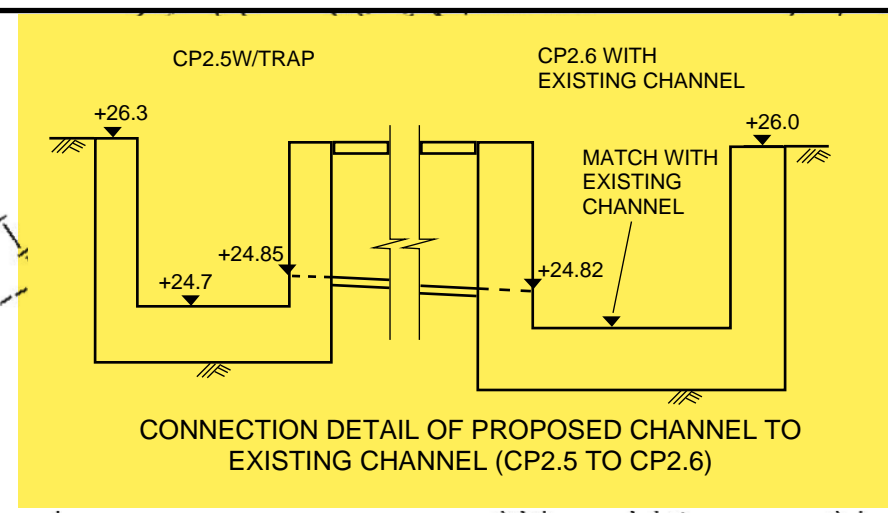 CP2.5W/TRAP
CP2.6 WITH
EXISTING CHANNEL
+26.3
+26.0
MATCH WITH
EXISTING
CHANNEL
+24.85
+24.82
+24.7
CONNECTION DETAIL OF PROPOSED CHANNEL TO
EXISTING CHANNEL (CP2.5 TO CP2.6)